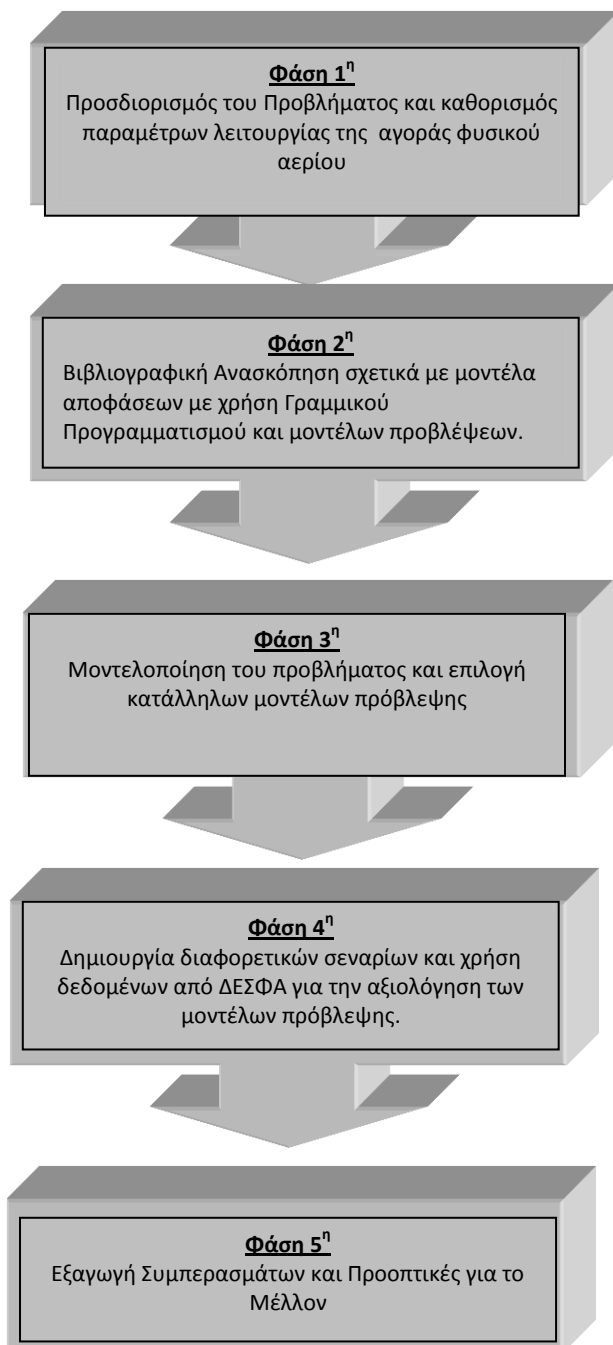 Φάση 1η
Προσδιορισμός του Προβλήματος και καθορισμός
παραμέτρων λειτουργίας της αγοράς φυσικού
αερίου
Φάση 2η
Βιβλιογραφική Ανασκόπηση σχετικά με μοντέλα
αποφάσεων με χρήση Γραμμικού
Προγραμματισμού και μοντέλων προβλέψεων.
Φάση 3η
Μοντελοποίηση του προβλήματος και επιλογή
κατάλληλων μοντέλων πρόβλεψης
Φάση 4η
Δημιουργία διαφορετικών σεναρίων και χρήση
δεδομένων από ΔΕΣΦΑ για την αξιολόγηση των
μοντέλων πρόβλεψης.
Φάση 5η
Εξαγωγή Συμπερασμάτων και Προοπτικές για το
Μέλλον